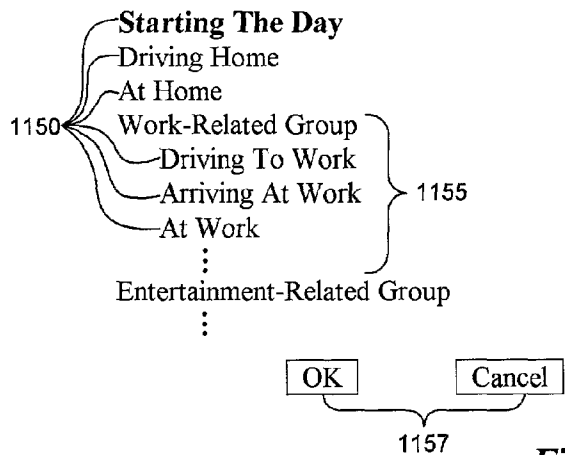 Starting The Day
Driving Home
At Home
1150
Work-Related Group
Driving To Work
Arriving At Work
1155
At Work
Entertainment-Related Group
OK
Cancel
1157